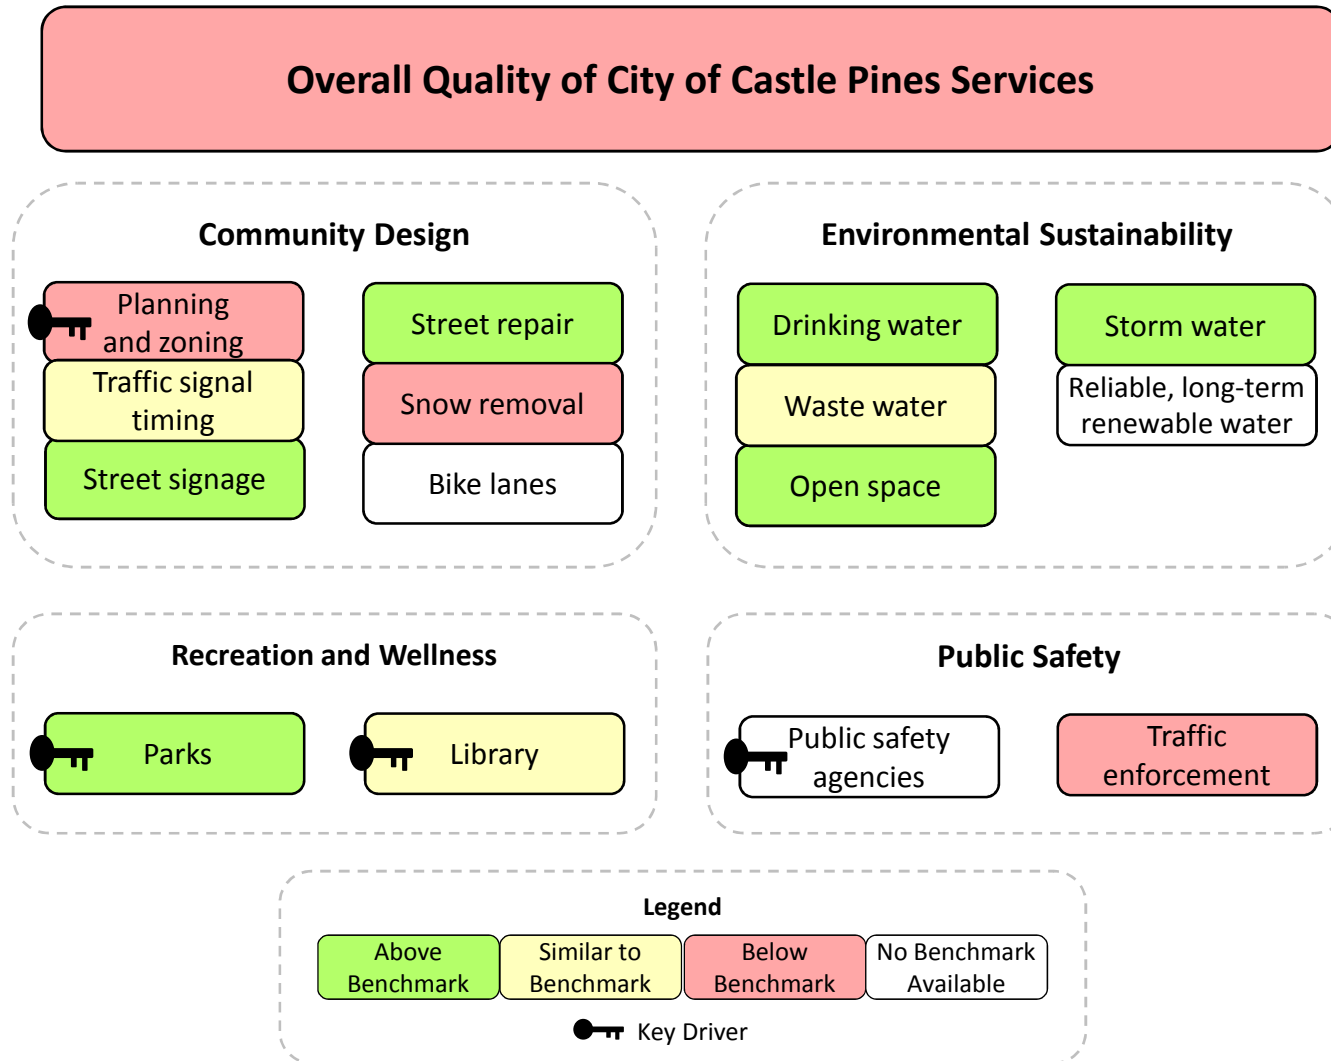 Overall Quality of City of Castle Pines Services
Community Design
Planning
and zoning
Traffic signal
timing
Street signage
Street repair
Snow removal
Bike lanes
Environmental Sustainability
Drinking water
Waste water
Open space
Storm water
Reliable, long-term
renewable water
Recreation and Wellness
Parks
Library
Public Safety
Public safety
agencies
Traffic
enforcement
Legend
Above
Benchmark
Similar to
Benchmark
Below
Benchmark
No Benchmark
Available
Key Driver